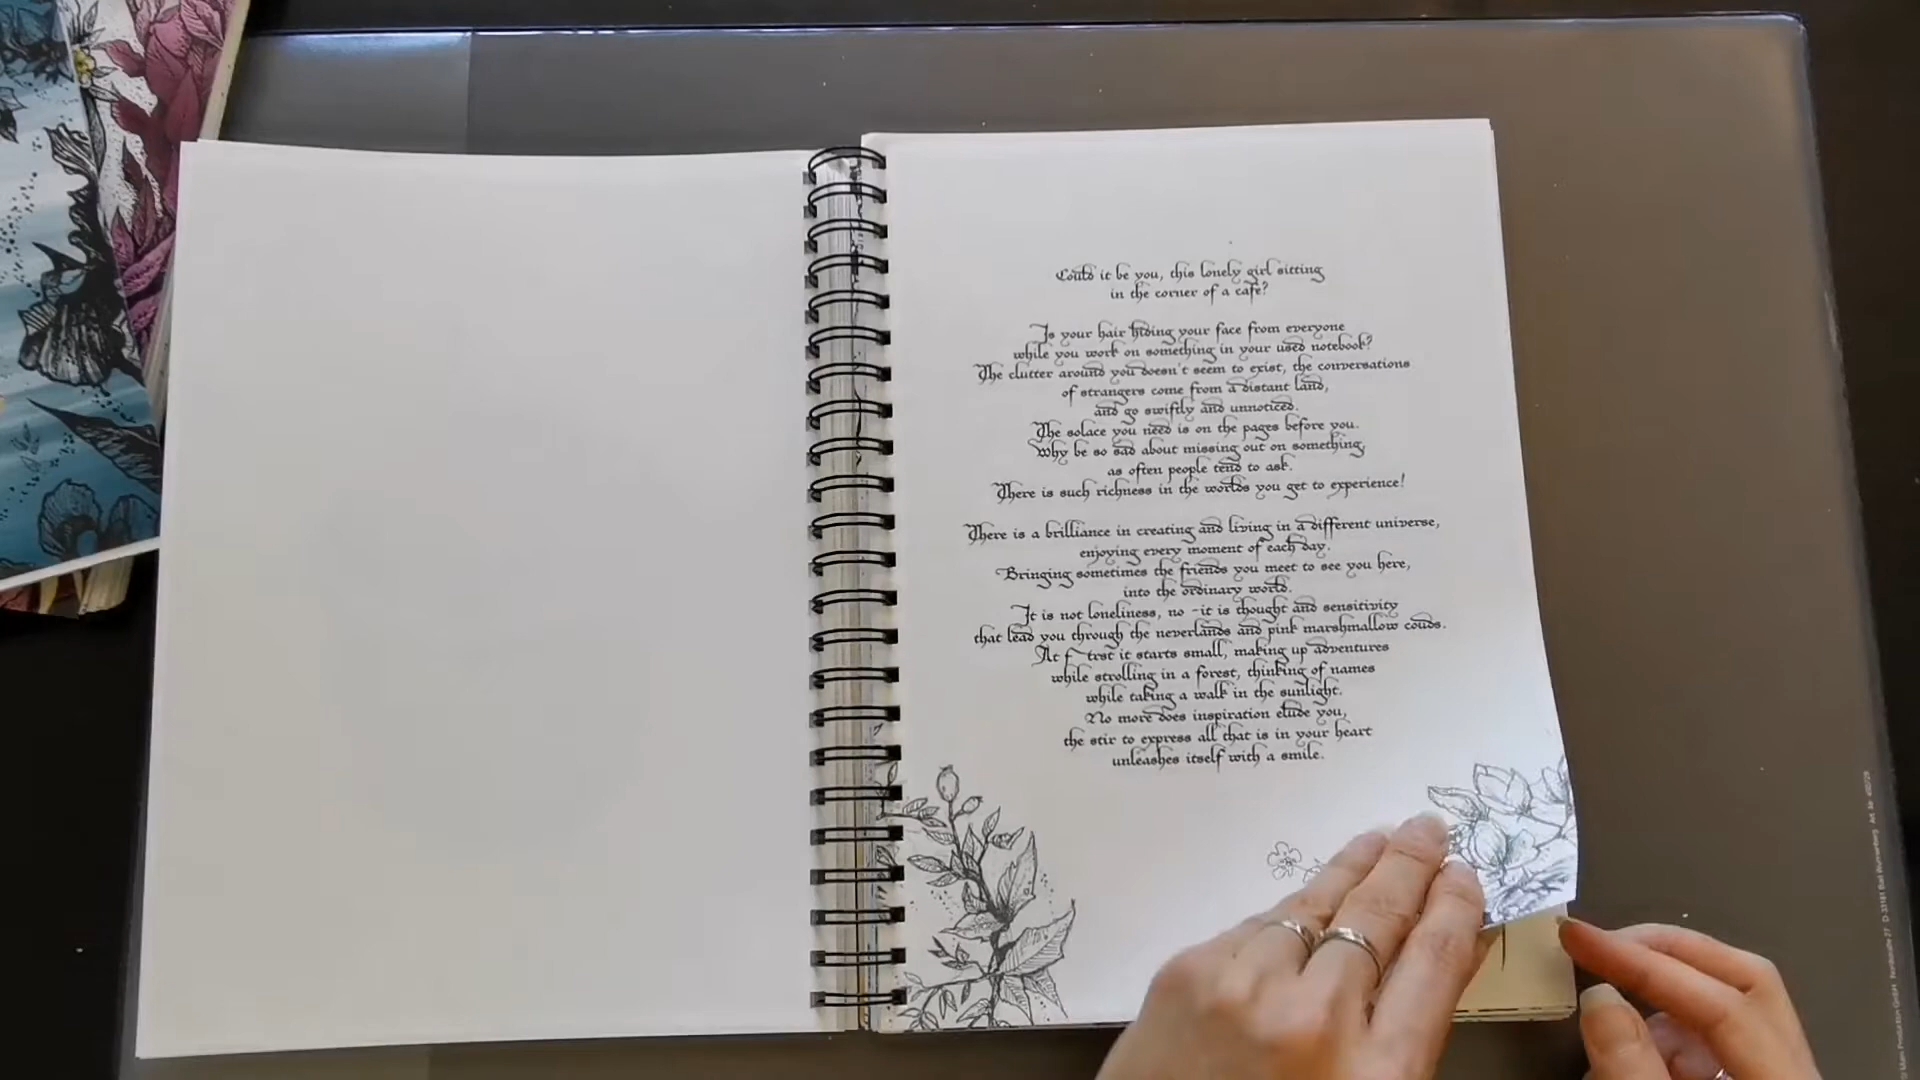 Could it be you, this lonely girl sitting
in the corner of a cafe?
Is your hair hiding your face from everyone
while you work on something in your used notebook?
The clutter around you doesn't seem to exist, the conversations
of strangers come from a distant land,
and go swiftly and unnoticed.
The solace you need is on the pages before you.
Why be so sad about missing out on something,
as often people tend to ask.
There is such richness in the worlds you get to experience!
There is a brilliance in creating and living in a different universe,
enjoying every moment of each day.
Bringing sometimes the friends you meet to see you here,
into the ordinary world.
It is not loneliness, no - it is thought and sensitivity
that lead you through the neverlands and pink marshmallow couds.
At it starts small, making up adventures
while strolling in a forest, thinking of names
while taking a walk in the sunlight.
No more does inspiration elude you,
the stir to express all that is in your heart
unleashes itself with a smile.